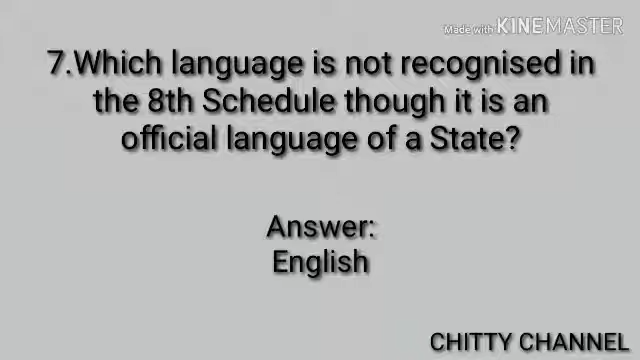 Made with KINEMASTER
7.Which language is not recognised in
the 8th Schedule though it is an
official language of a State?
Answer:
English
CHITTY CHANNEL